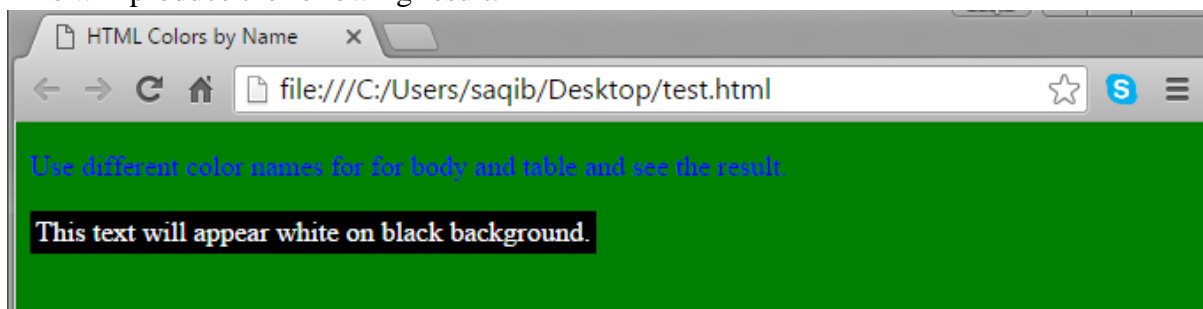 HTML Colors by Name
file:///C:/Users/saqib/Desktop/test.html
Use different color names for for body and table and see the result.
This text will appear white on black background.